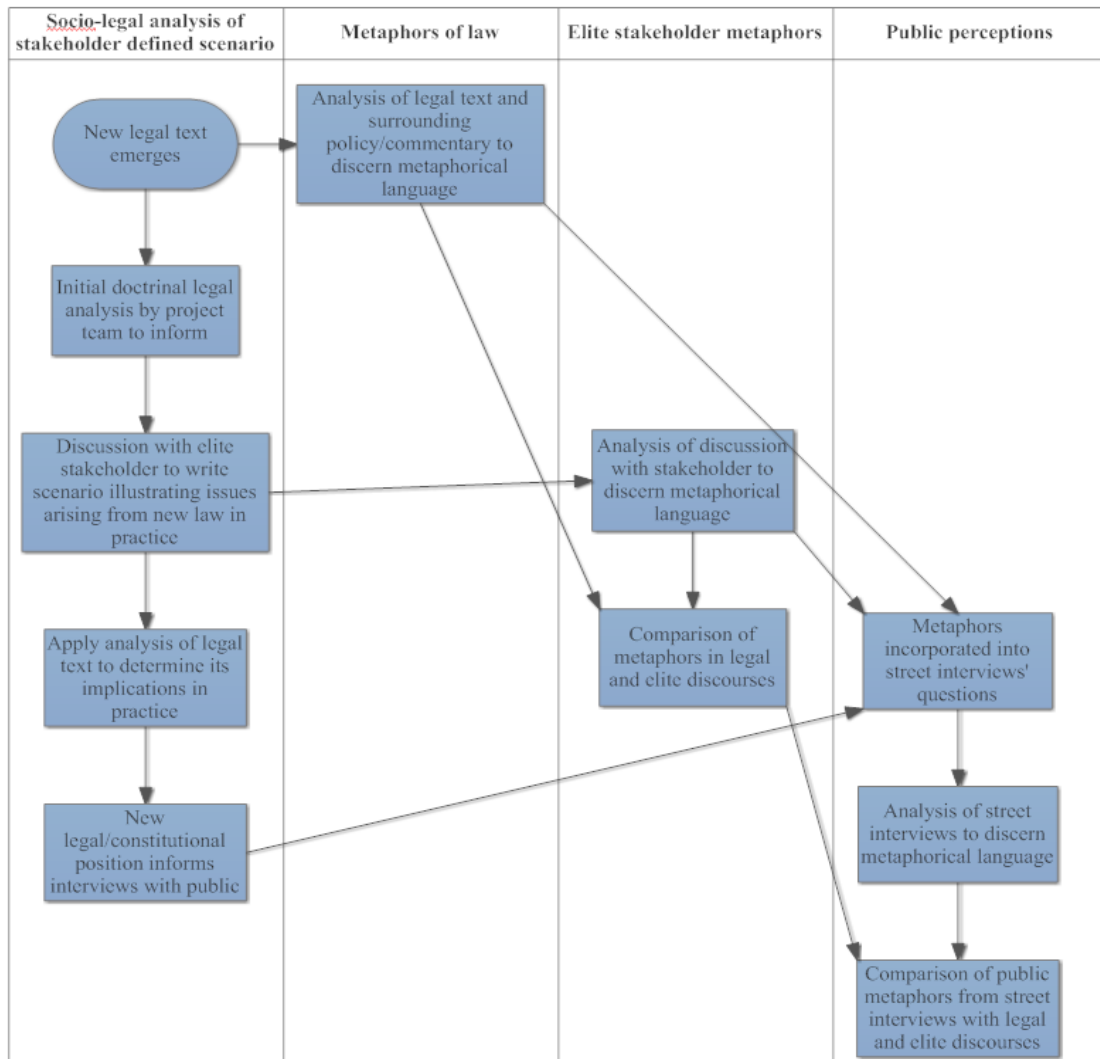 Socio-legal analysis of
stakeholder defined scenario
Metaphors of law
Elite stakeholder metaphors
Public perceptions
New legal text
emerges
Analysis of legal text and
surrounding
policy/commentary to
discern metaphorical
language
Initial doctrinal legal
analysis by project
team to inform
Discussion with elite
stakeholder to write
scenario illustrating issues
arising from new law in
practice
Analysis of discussion
with stakeholder to
discern metaphorical
language
Apply analysis of legal
text to determine its
implications in
practice
Comparison of
metaphors in legal
and elite discourses
Metaphors
incorporated into
street interviews'
questions
New
legal/constitutional
position informs
interviews with public
Analysis of street
interviews to discern
metaphorical language
Comparison of public
metaphors from street
interviews with legal
and elite discourses